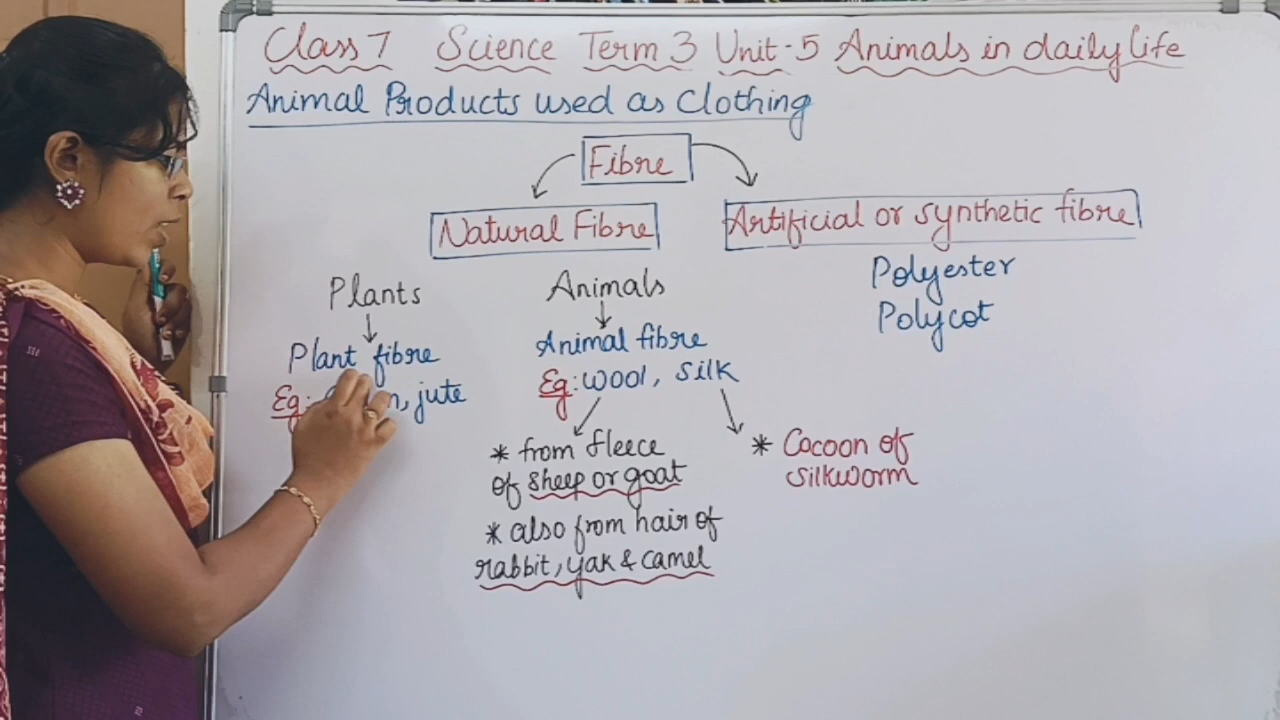 Class 7 Science Term 3 Unit-5 Animals in daily life
Animal Products used as Clothing
Fibre
Natural Fibre
Artificial or synthetic fibre
Plants
Plant fibre
Eg: jute
Animals
Animal fibre
Eg: wool, silk
* from fleece
of sheep or goat
* also from hair of
rabbit, yak & camel
* Cocoon of
silkworm
Polyester
Polycot